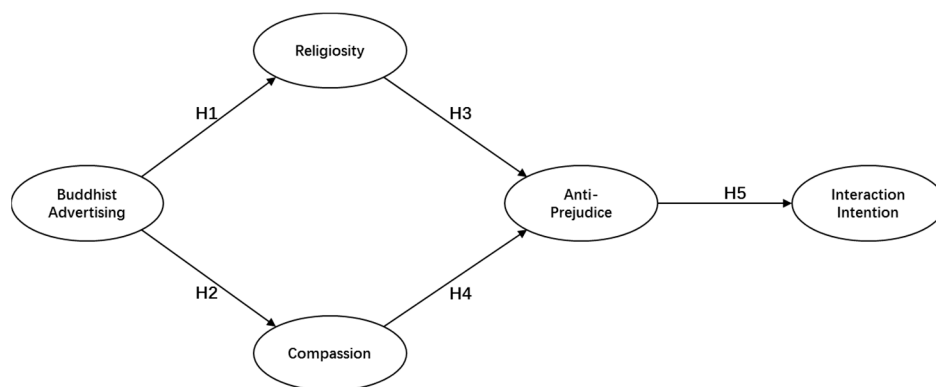 Religiosity
H1
H3
Buddhist
Advertising
Anti-
Prejudice
H5
Interaction
Intention
H2
H4
Compassion